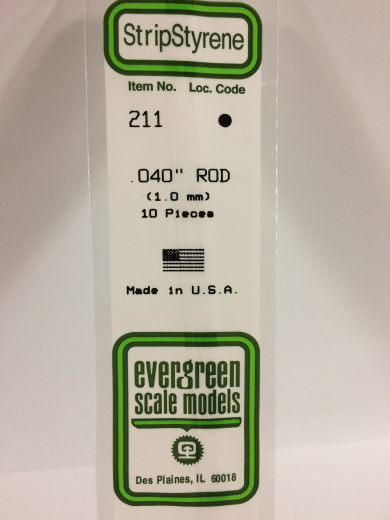 StripStyrene
Item No. Loc. Code
211 ●
.040" ROD
(1.0 mm)
10 Pieces
Made in U.S.A.
evergreen
scale models
Des Plaines, IL 60018